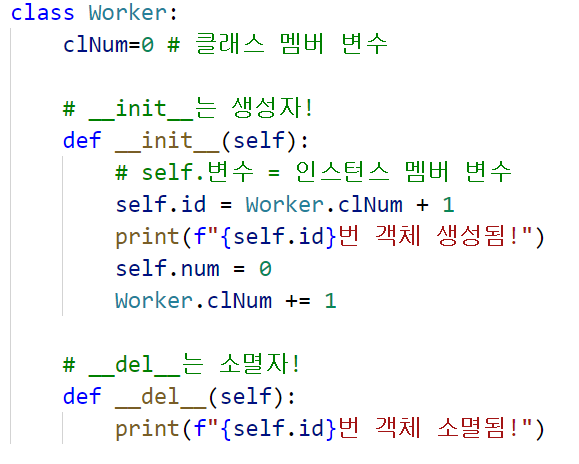 class Worker:
    clNum=0 # 클래스 멤버 변수
    # __init__는 생성자!
    def __init__(self):
        # self.변수 = 인스턴스 멤버 변수
        self.id = Worker.clNum + 1
        print(f"{self.id}번 객체 생성됨!")
        self.num = 0
        Worker.clNum += 1
    # __del__는 소멸자!
    def __del__(self):
        print(f"{self.id}번 객체 소멸됨!")